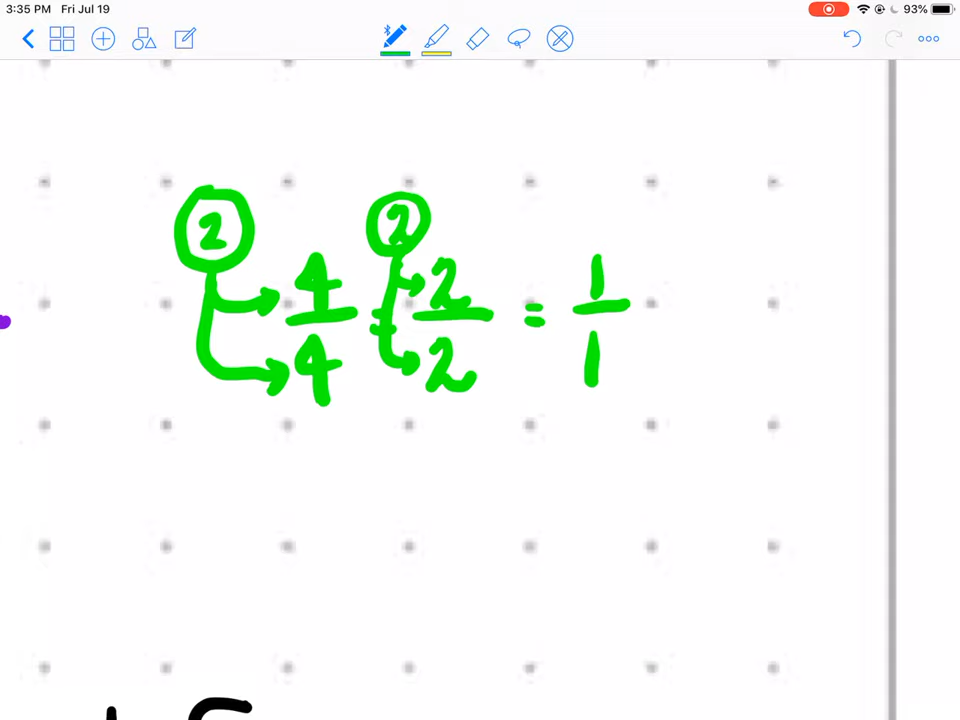 3:35 PM Fri Jul 19 93%
② ②
4/4 = 2/2 = 1/1